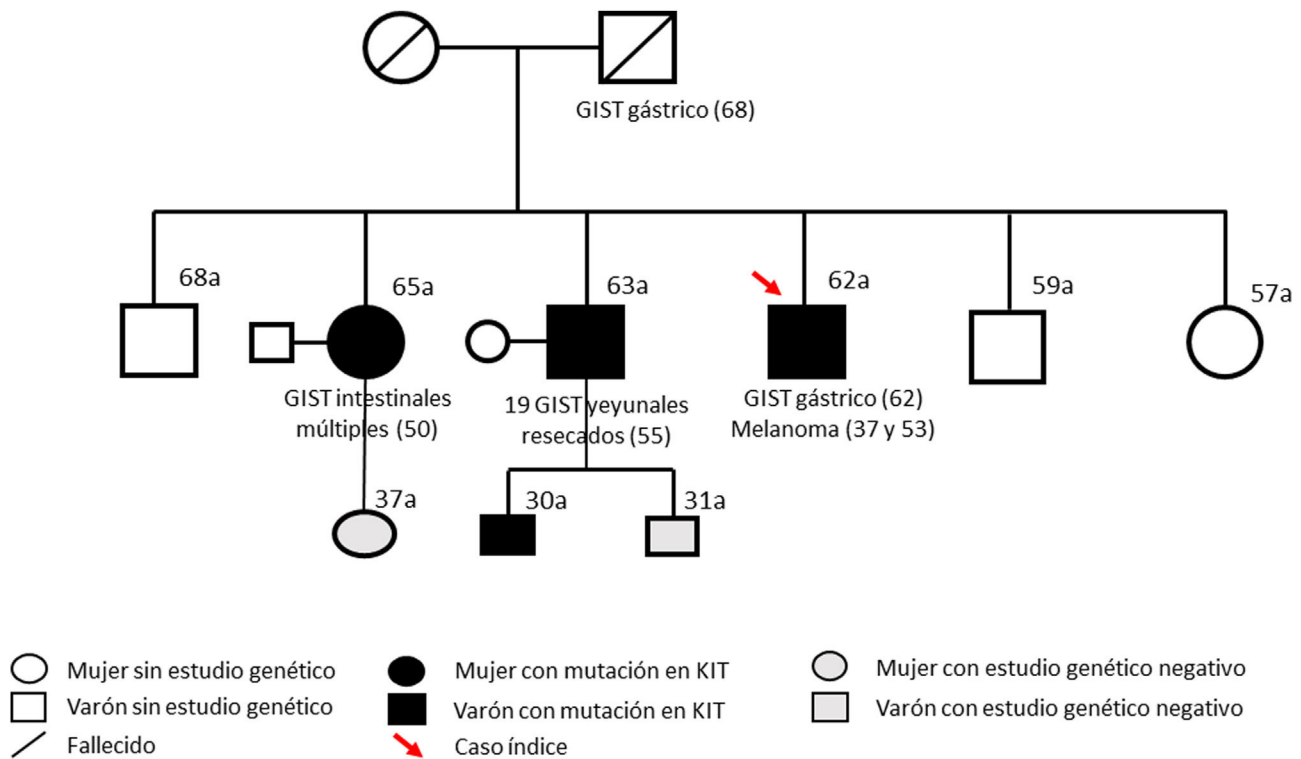 GIST gástrico (68)
68a
65a
63a
62a
59a
57a
GIST intestinales
múltiples (50)
19 GIST yeyunales
resecados (55)
GIST gástrico (62)
Melanoma (37 y 53)
37a
30a
31a
Mujer sin estudio genético
Varón sin estudio genético
Fallecido
Mujer con mutación en KIT
Varón con mutación en KIT
Caso índice
Mujer con estudio genético negativo
Varón con estudio genético negativo